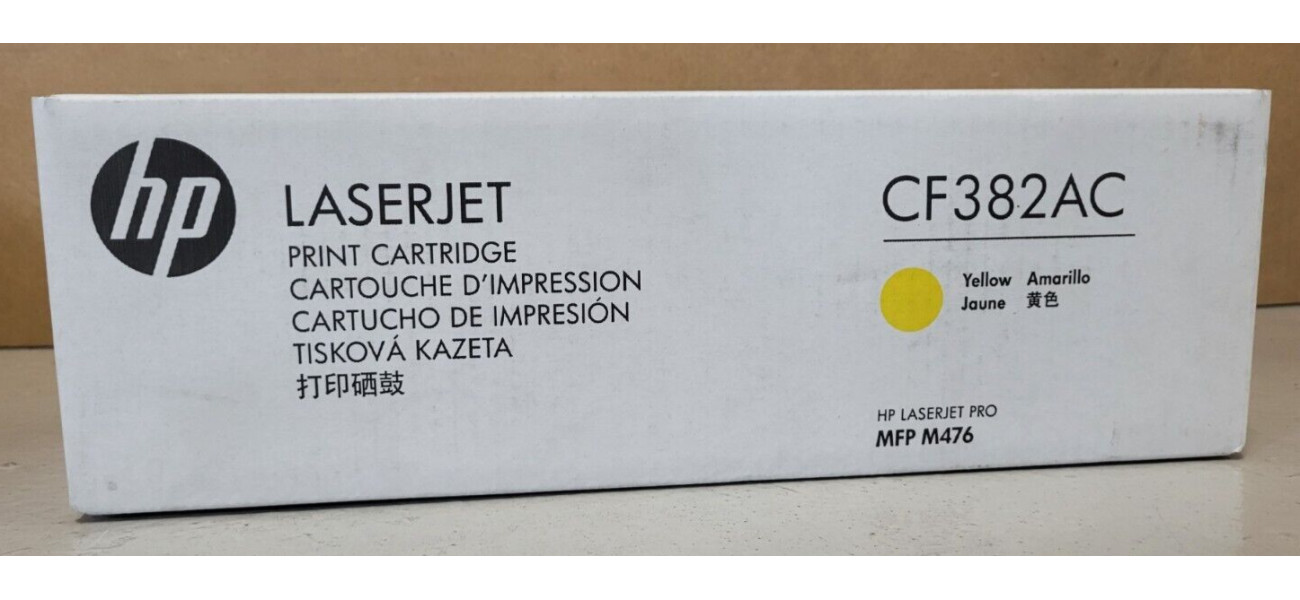 hp
LASERJET
PRINT CARTRIDGE
CARTOUCHE D'IMPRESSION
CARTUCHO DE IMPRESIÓN
TISKOVÁ KAZETA
打印硒鼓
CF382AC
Yellow Amarillo
Jaune 黄色
HP LASERJET PRO
MFP M476